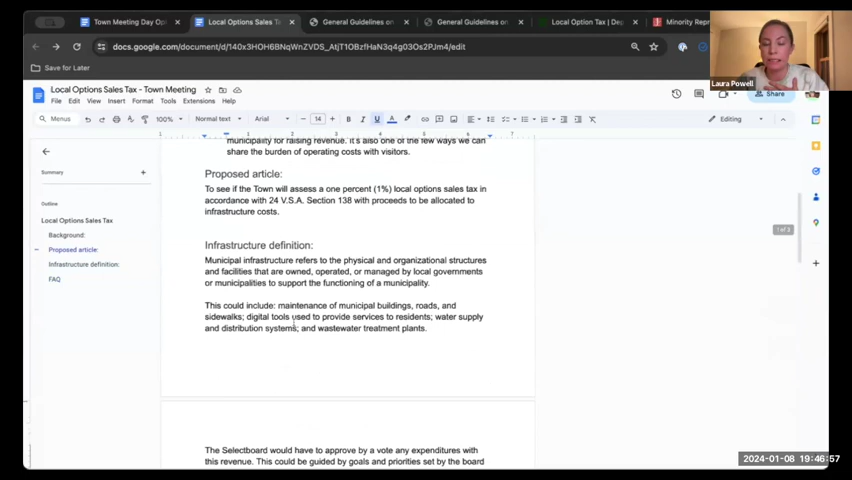 Town Meeting Day Op
Local Options Sales T
General Guidelines on
General Guidelines on
Local Option Tax | Dep
Minority Rep
docs.google.com/document/d/140x3HOH6BNqWnZVDS_AtjT1OBzfHaN3q4g03Os2PJm4/edit
Save for Later
Laura Powell
Local Options Sales Tax - Town Meeting
File Edit View Insert Format Tools Extensions Help
Share
Menus
100%
Normal text
Arial
14
Editing
1 1 2 3 4 5 6 7
municipality for raising revenue. It's also one of the few ways we can
share the burden of operating costs with visitors.
Summary
Outline
Local Options Sales Tax
Background:
Proposed article:
Infrastructure definition:
FAQ
Proposed article:
To see if the Town will assess a one percent (1%) local options sales tax in
accordance with 24 V.S.A. Section 138 with proceeds to be allocated to
infrastructure costs.
1 of 3
Infrastructure definition:
Municipal infrastructure refers to the physical and organizational structures
and facilities that are owned, operated, or managed by local governments
or municipalities to support the functioning of a municipality.
This could include: maintenance of municipal buildings, roads, and
sidewalks; digital tools used to provide services to residents; water supply
and distribution systems; and wastewater treatment plants.
The Selectboard would have to approve by a vote any expenditures with
this revenue. This could be guided by goals and priorities set by the board
2024-01-08 19:46:57